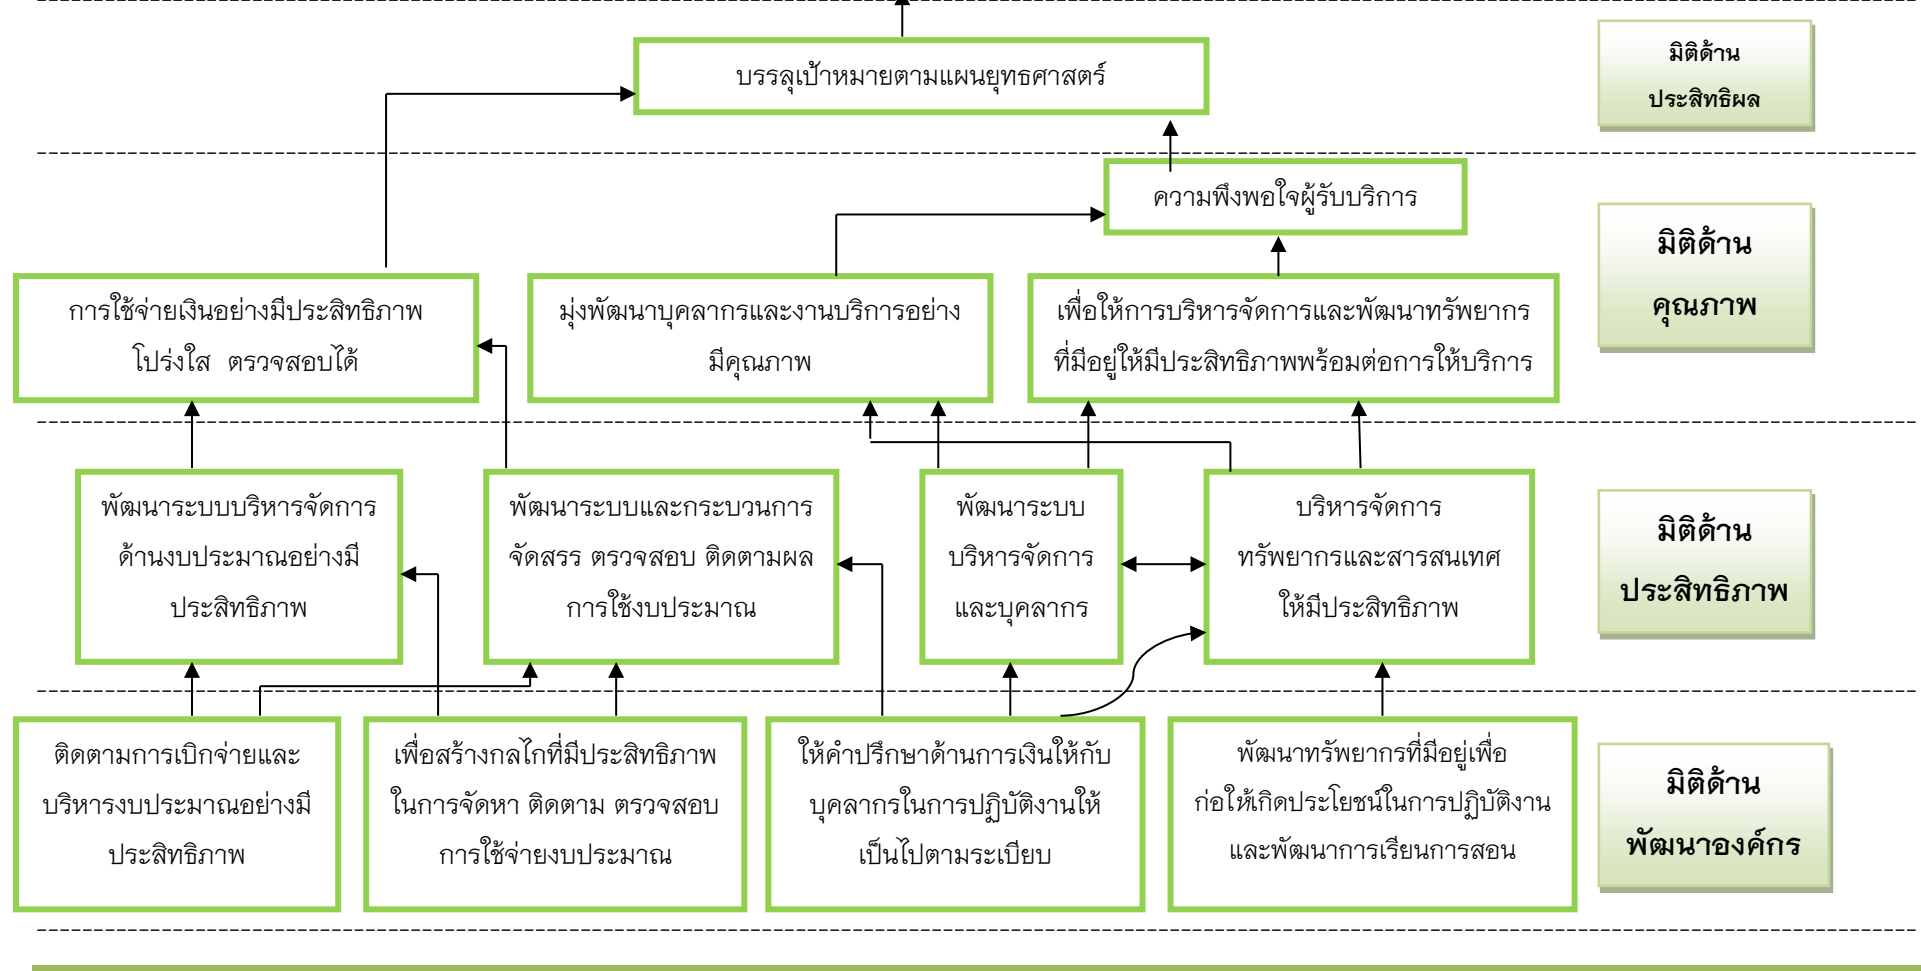 บรรลุเป้าหมายตามแผนยุทธศาสตร์
มิติด้าน
ประสิทธิผล
ความพึงพอใจผู้รับบริการ
การใช้จ่ายเงินอย่างมีประสิทธิภาพ
โปร่งใส ตรวจสอบได้
มุ่งพัฒนาบุคลากรและงานบริการอย่าง
มีคุณภาพ
เพื่อให้การบริหารจัดการและพัฒนาทรัพยากร
ที่มีอยู่ให้มีประสิทธิภาพพร้อมต่อการให้บริการ
มิติด้าน
คุณภาพ
พัฒนาระบบบริหารจัดการ
ด้านงบประมาณอย่างมี
ประสิทธิภาพ
พัฒนาระบบและกระบวนการ
จัดสรร ตรวจสอบ ติดตามผล
การใช้งบประมาณ
พัฒนาระบบ
บริหารจัดการ
และบุคลากร
บริหารจัดการ
ทรัพยากรและสารสนเทศ
ให้มีประสิทธิภาพ
มิติด้าน
ประสิทธิภาพ
ติดตามการเบิกจ่ายและ
บริหารงบประมาณอย่างมี
ประสิทธิภาพ
เพื่อสร้างกลไกที่มีประสิทธิภาพ
ในการจัดหา ติดตาม ตรวจสอบ
การใช้จ่ายงบประมาณ
ให้คำปรึกษาด้านการเงินให้กับ
บุคลากรในการปฏิบัติงานให้
เป็นไปตามระเบียบ
พัฒนาทรัพยากรที่มีอยู่เพื่อ
ก่อให้เกิดประโยชน์ในการปฏิบัติงาน
และพัฒนาการเรียนการสอน
มิติด้าน
พัฒนาองค์กร